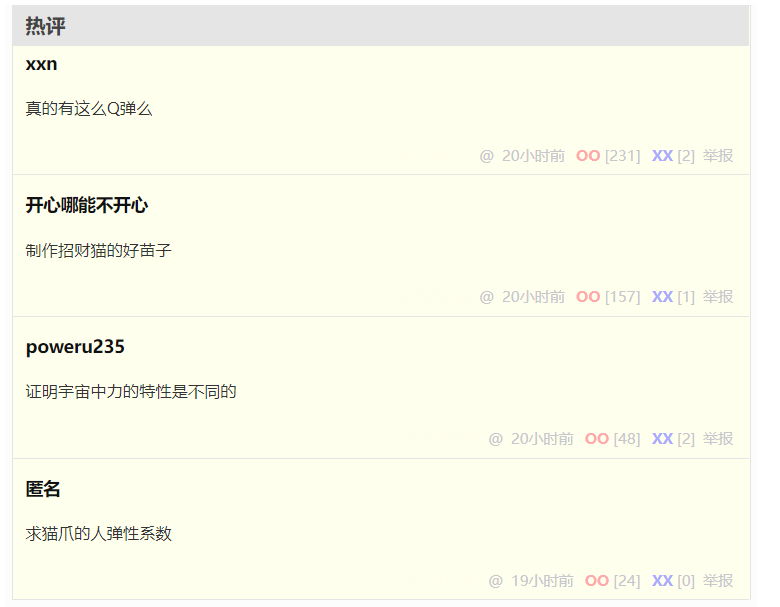 热评
xxn
真的有这么Q弹么
@ 20小时前 OO [231] XX [2] 举报
开心哪能不开心
制作招财猫的好苗子
@ 20小时前 OO [157] XX [1] 举报
poweru235
证明宇宙中力的特性是不同的
@ 20小时前 OO [48] XX [2] 举报
匿名
求猫爪的人弹性系数
@ 19小时前 OO [24] XX [0] 举报